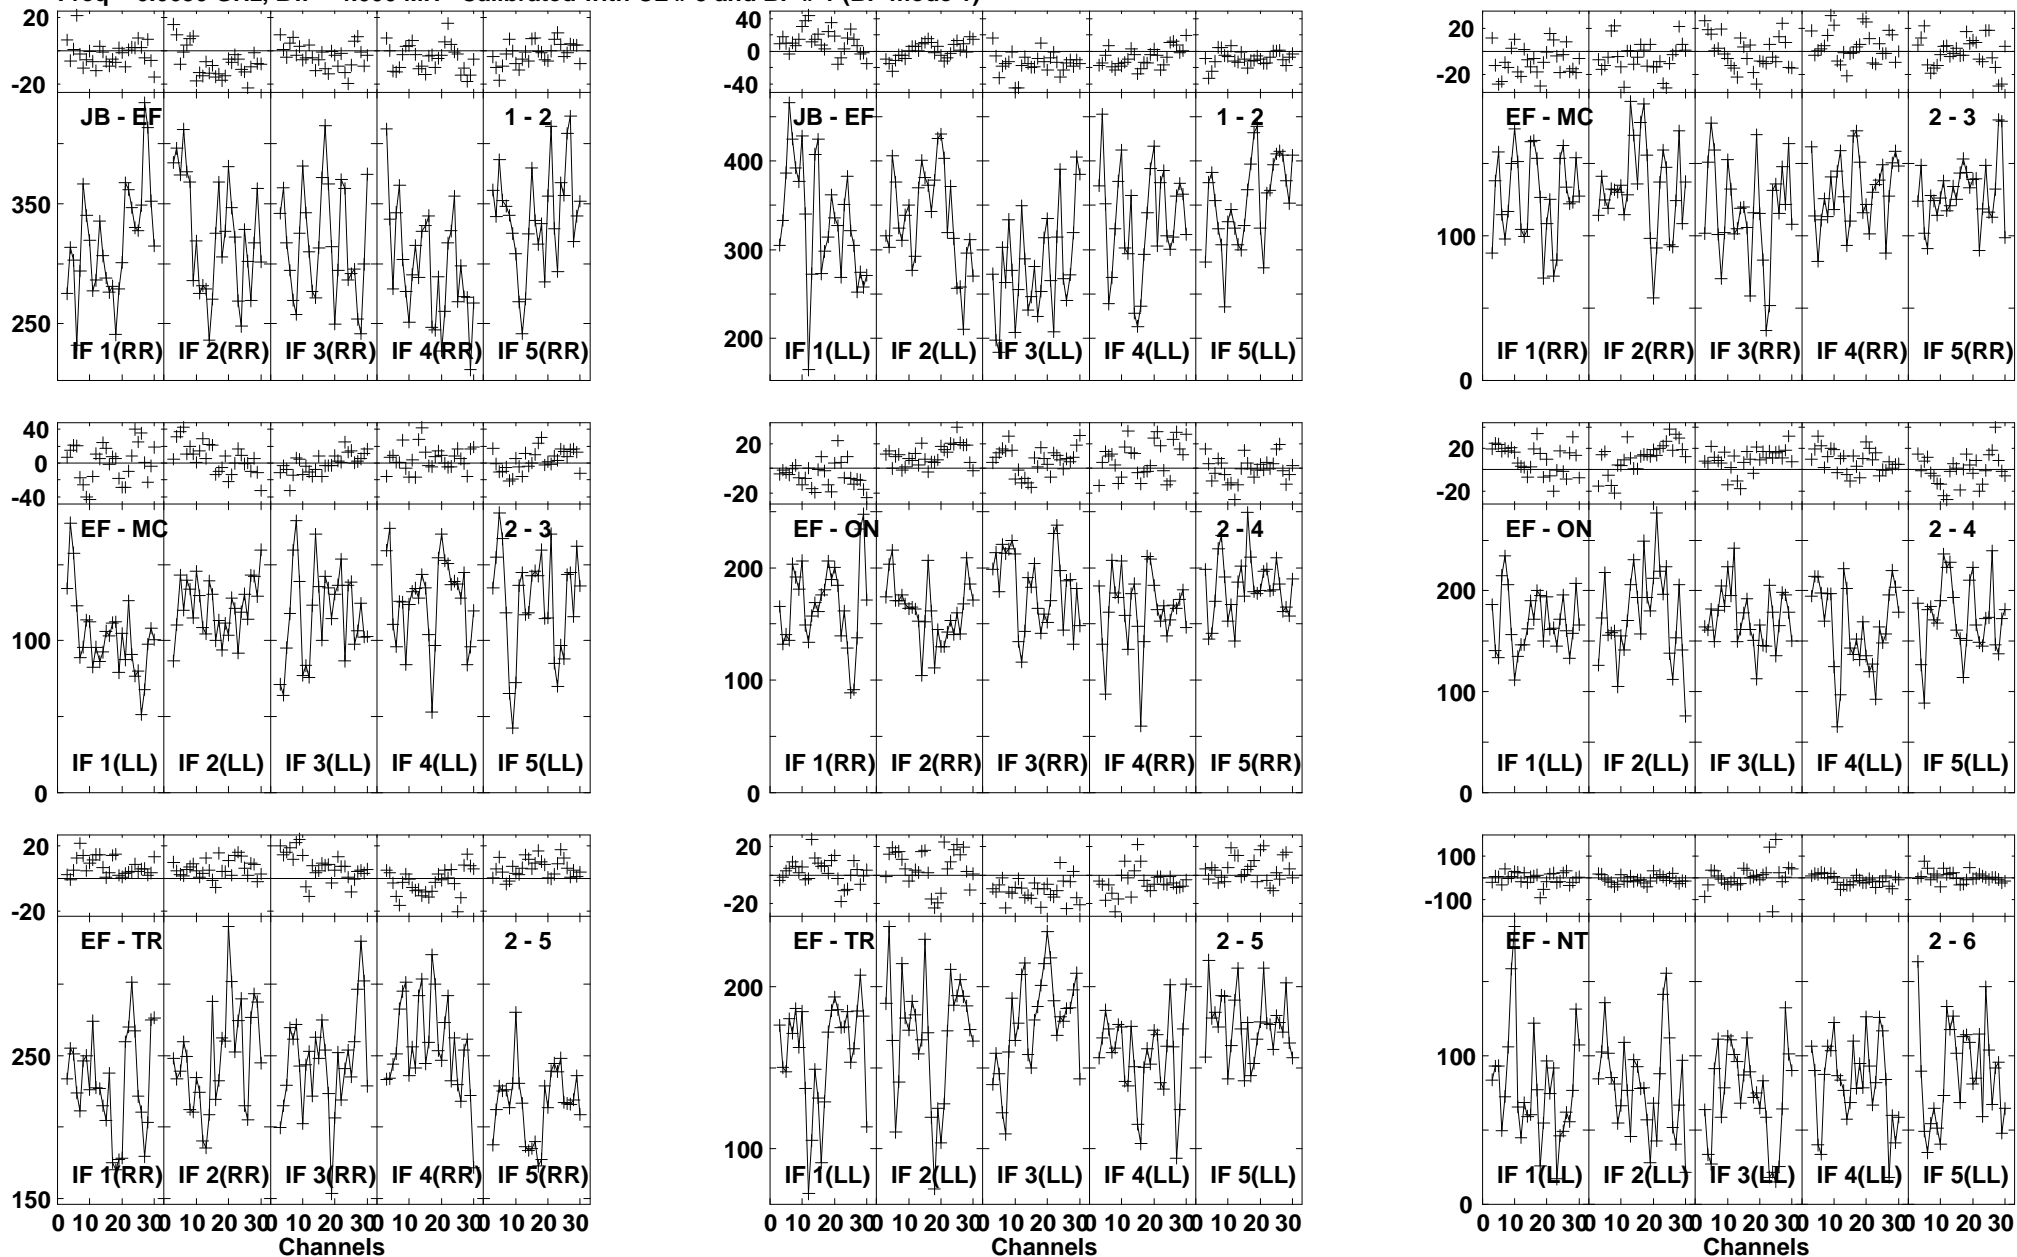 20 0 -20
JB - EF 1 - 2
350 250
IF 1(RR) IF 2(RR) IF 3(RR) IF 4(RR) IF 5(RR)
40 20 0 -20 -40
JB - EF 1 - 2
400 300 200
IF 1(LL) IF 2(LL) IF 3(LL) IF 4(LL) IF 5(LL)
20 0 -20
EF - MC 2 - 3
100 0
IF 1(RR) IF 2(RR) IF 3(RR) IF 4(RR) IF 5(RR)
40 20 0 -40
EF - MC 2 - 3
100 0
IF 1(LL) IF 2(LL) IF 3(LL) IF 4(LL) IF 5(LL)
20 0 -20
EF - ON 2 - 4
200 100 0
IF 1(RR) IF 2(RR) IF 3(RR) IF 4(RR) IF 5(RR)
20 0 -20
EF - ON 2 - 4
200 100 0
IF 1(LL) IF 2(LL) IF 3(LL) IF 4(LL) IF 5(LL)
20 0 -20
EF - TR 2 - 5
250 150
IF 1(RR) IF 2(RR) IF 3(RR) IF 4(RR) IF 5(RR)
0 10 20 30 0 10 20 30 0 10 20 30 0 10 20 30 0 10 20 30
Channels
20 0 -20
EF - TR 2 - 5
200 100
IF 1(LL) IF 2(LL) IF 3(LL) IF 4(LL) IF 5(LL)
0 10 20 30 0 10 20 30 0 10 20 30 0 10 20 30 0 10 20 30
Channels
100 0 -100
EF - NT 2 - 6
100 0
IF 1(LL) IF 2(LL) IF 3(LL) IF 4(LL) IF 5(LL)
0 10 20 30 0 10 20 30 0 10 20 30 0 10 20 30 0 10 20 30
Channels